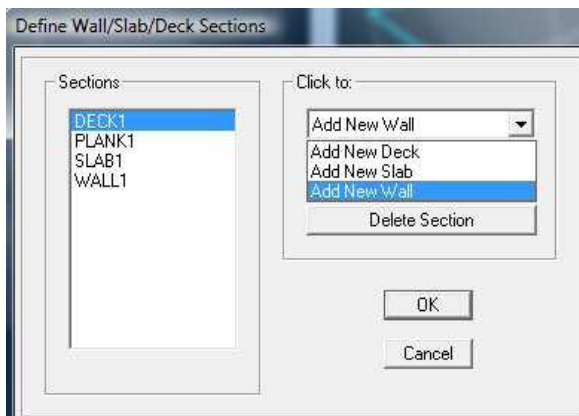 Define Wall/Slab/Deck Sections
Sections
DECK1
PLANK1
SLAB1
WALL1
Click to:
Add New Wall
Add New Deck
Add New Slab
Add New Wall
Delete Section
OK
Cancel